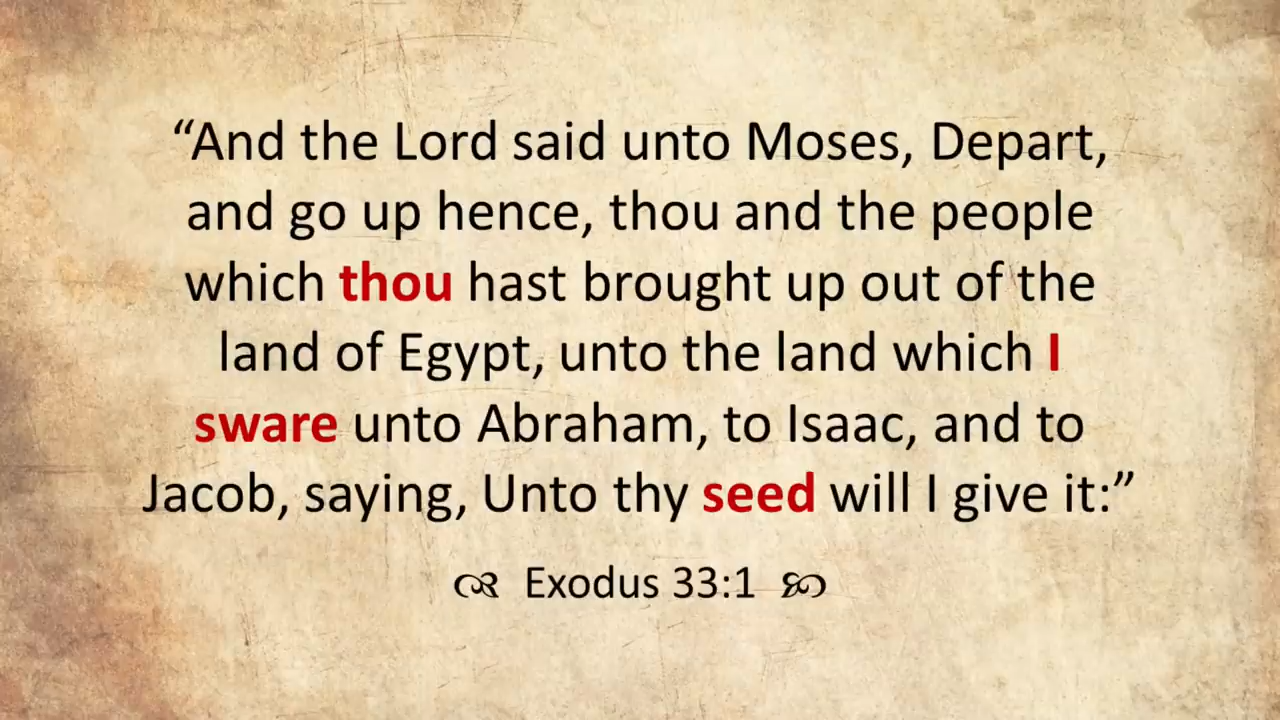 “And the Lord said unto Moses, Depart,
and go up hence, thou and the people
which thou hast brought up out of the
land of Egypt, unto the land which I
sware unto Abraham, to Isaac, and to
Jacob, saying, Unto thy seed will I give it:”
Exodus 33:1